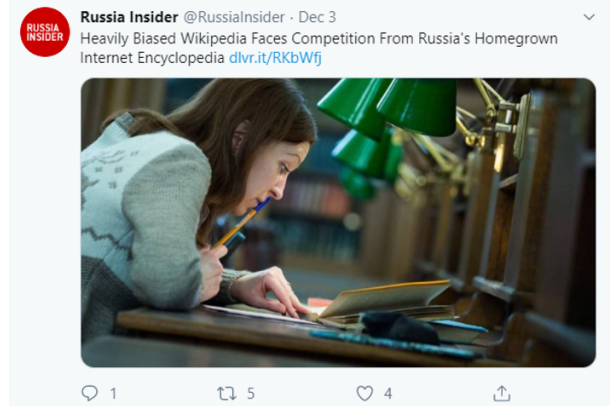 RUSSIA
INSIDER
Russia Insider @RussiaInsider · Dec 3
Heavily Biased Wikipedia Faces Competition From Russia's Homegrown
Internet Encyclopedia dlvr.it/RKbWfj
1 5 4